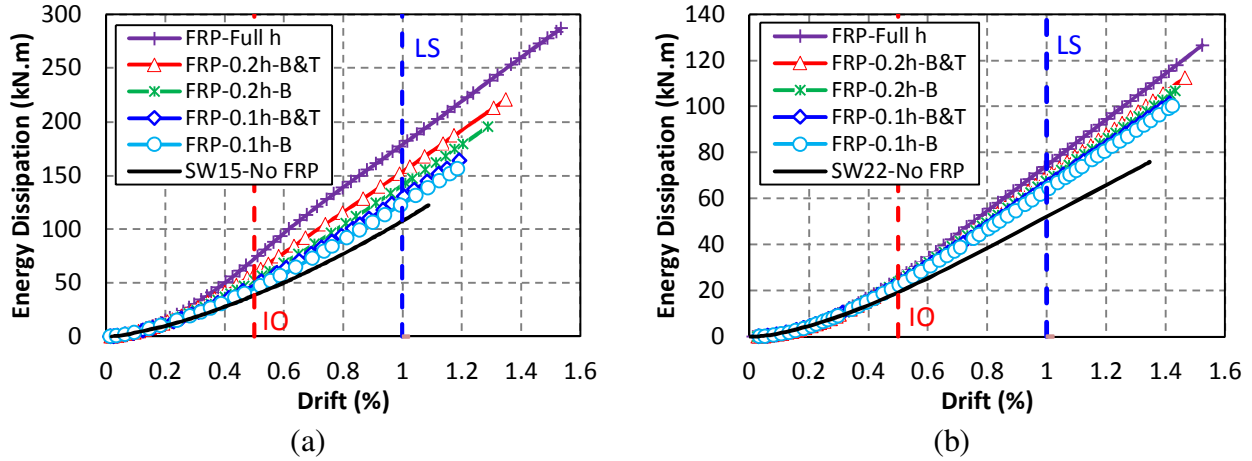 300
250
200
150
100
50
0
Energy Dissipation (kN.m)
FRP-Full h
FRP-0.2h-B&T
FRP-0.2h-B
FRP-0.1h-B&T
FRP-0.1h-B
SW15-No FRP
LS
IO
0 0.2 0.4 0.6 0.8 1 1.2 1.4 1.6
Drift (%)
(a)
140
120
100
80
60
40
20
0
Energy Dissipation (kN.m)
FRP-Full h
FRP-0.2h-B&T
FRP-0.2h-B
FRP-0.1h-B&T
FRP-0.1h-B
SW22-No FRP
LS
IO
0 0.2 0.4 0.6 0.8 1 1.2 1.4 1.6
Drift (%)
(b)